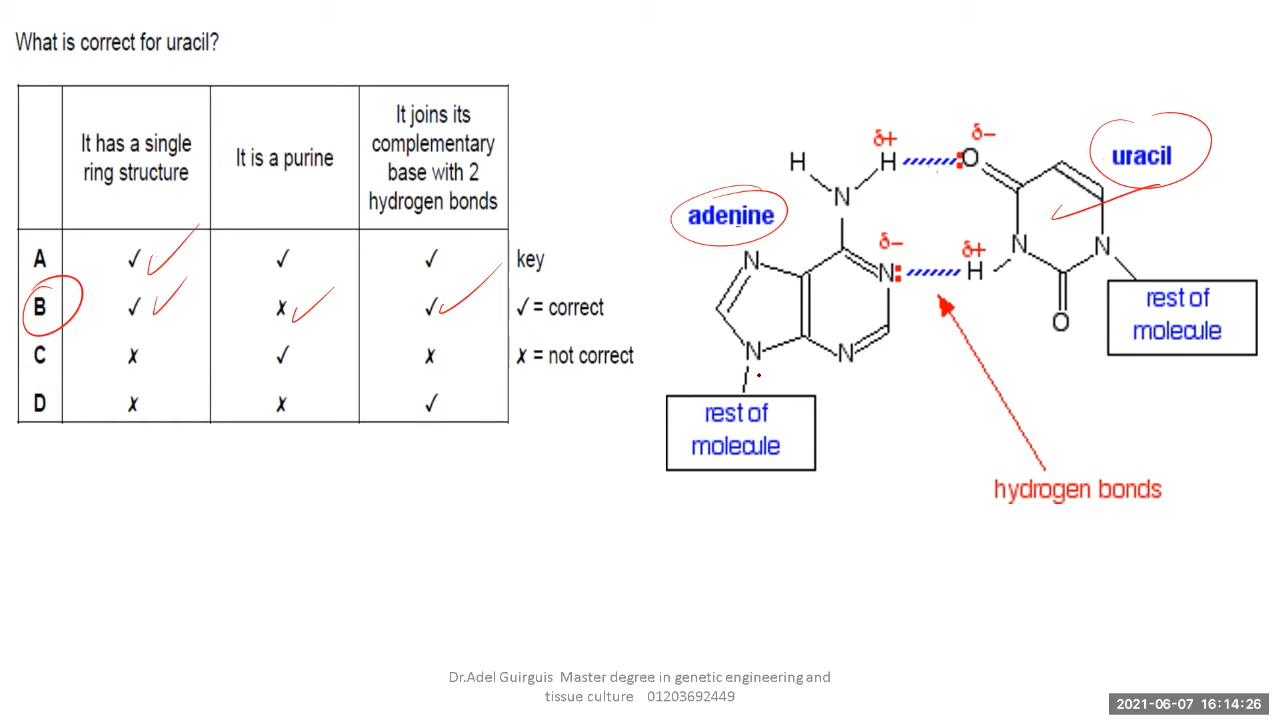 What is correct for uracil?
It has a single
ring structure
It is a purine
It joins its
complementary
base with 2
hydrogen bonds
A ✓ ✓ ✓ key
B ✓ ✗ ✓ ✓ = correct
C ✗ ✓ ✗ ✗ = not correct
D ✗ ✗ ✓
δ+
δ−
H
H
O
uracil
adenine
N
δ−
δ+
N
N
H
N
N
rest of
molecule
O
N
N
rest of
molecule
hydrogen bonds
Dr.Adel Guirguis Master degree in genetic engineering and
tissue culture 01203692449
2021-06-07 16:14:26